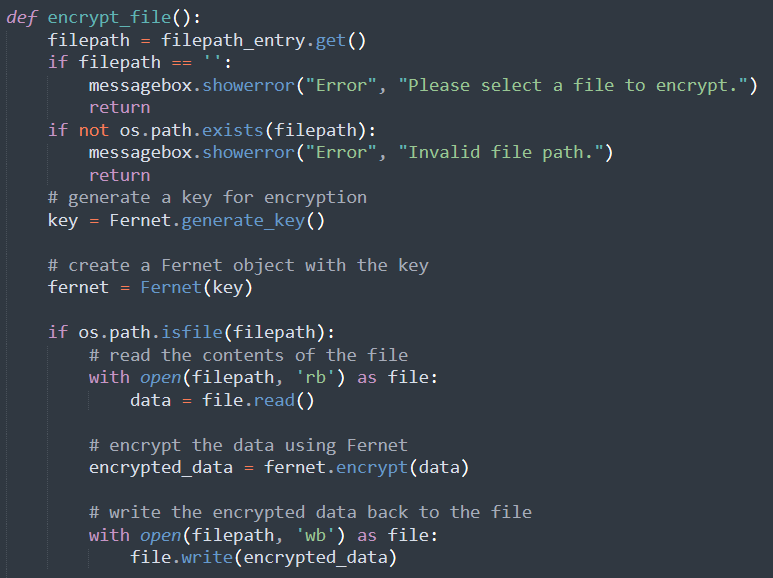 def encrypt_file():
    filepath = filepath_entry.get()
    if filepath == '':
        messagebox.showerror("Error", "Please select a file to encrypt.")
        return
    if not os.path.exists(filepath):
        messagebox.showerror("Error", "Invalid file path.")
        return
    # generate a key for encryption
    key = Fernet.generate_key()

    # create a Fernet object with the key
    fernet = Fernet(key)

    if os.path.isfile(filepath):
        # read the contents of the file
        with open(filepath, 'rb') as file:
            data = file.read()

        # encrypt the data using Fernet
        encrypted_data = fernet.encrypt(data)

        # write the encrypted data back to the file
        with open(filepath, 'wb') as file:
            file.write(encrypted_data)